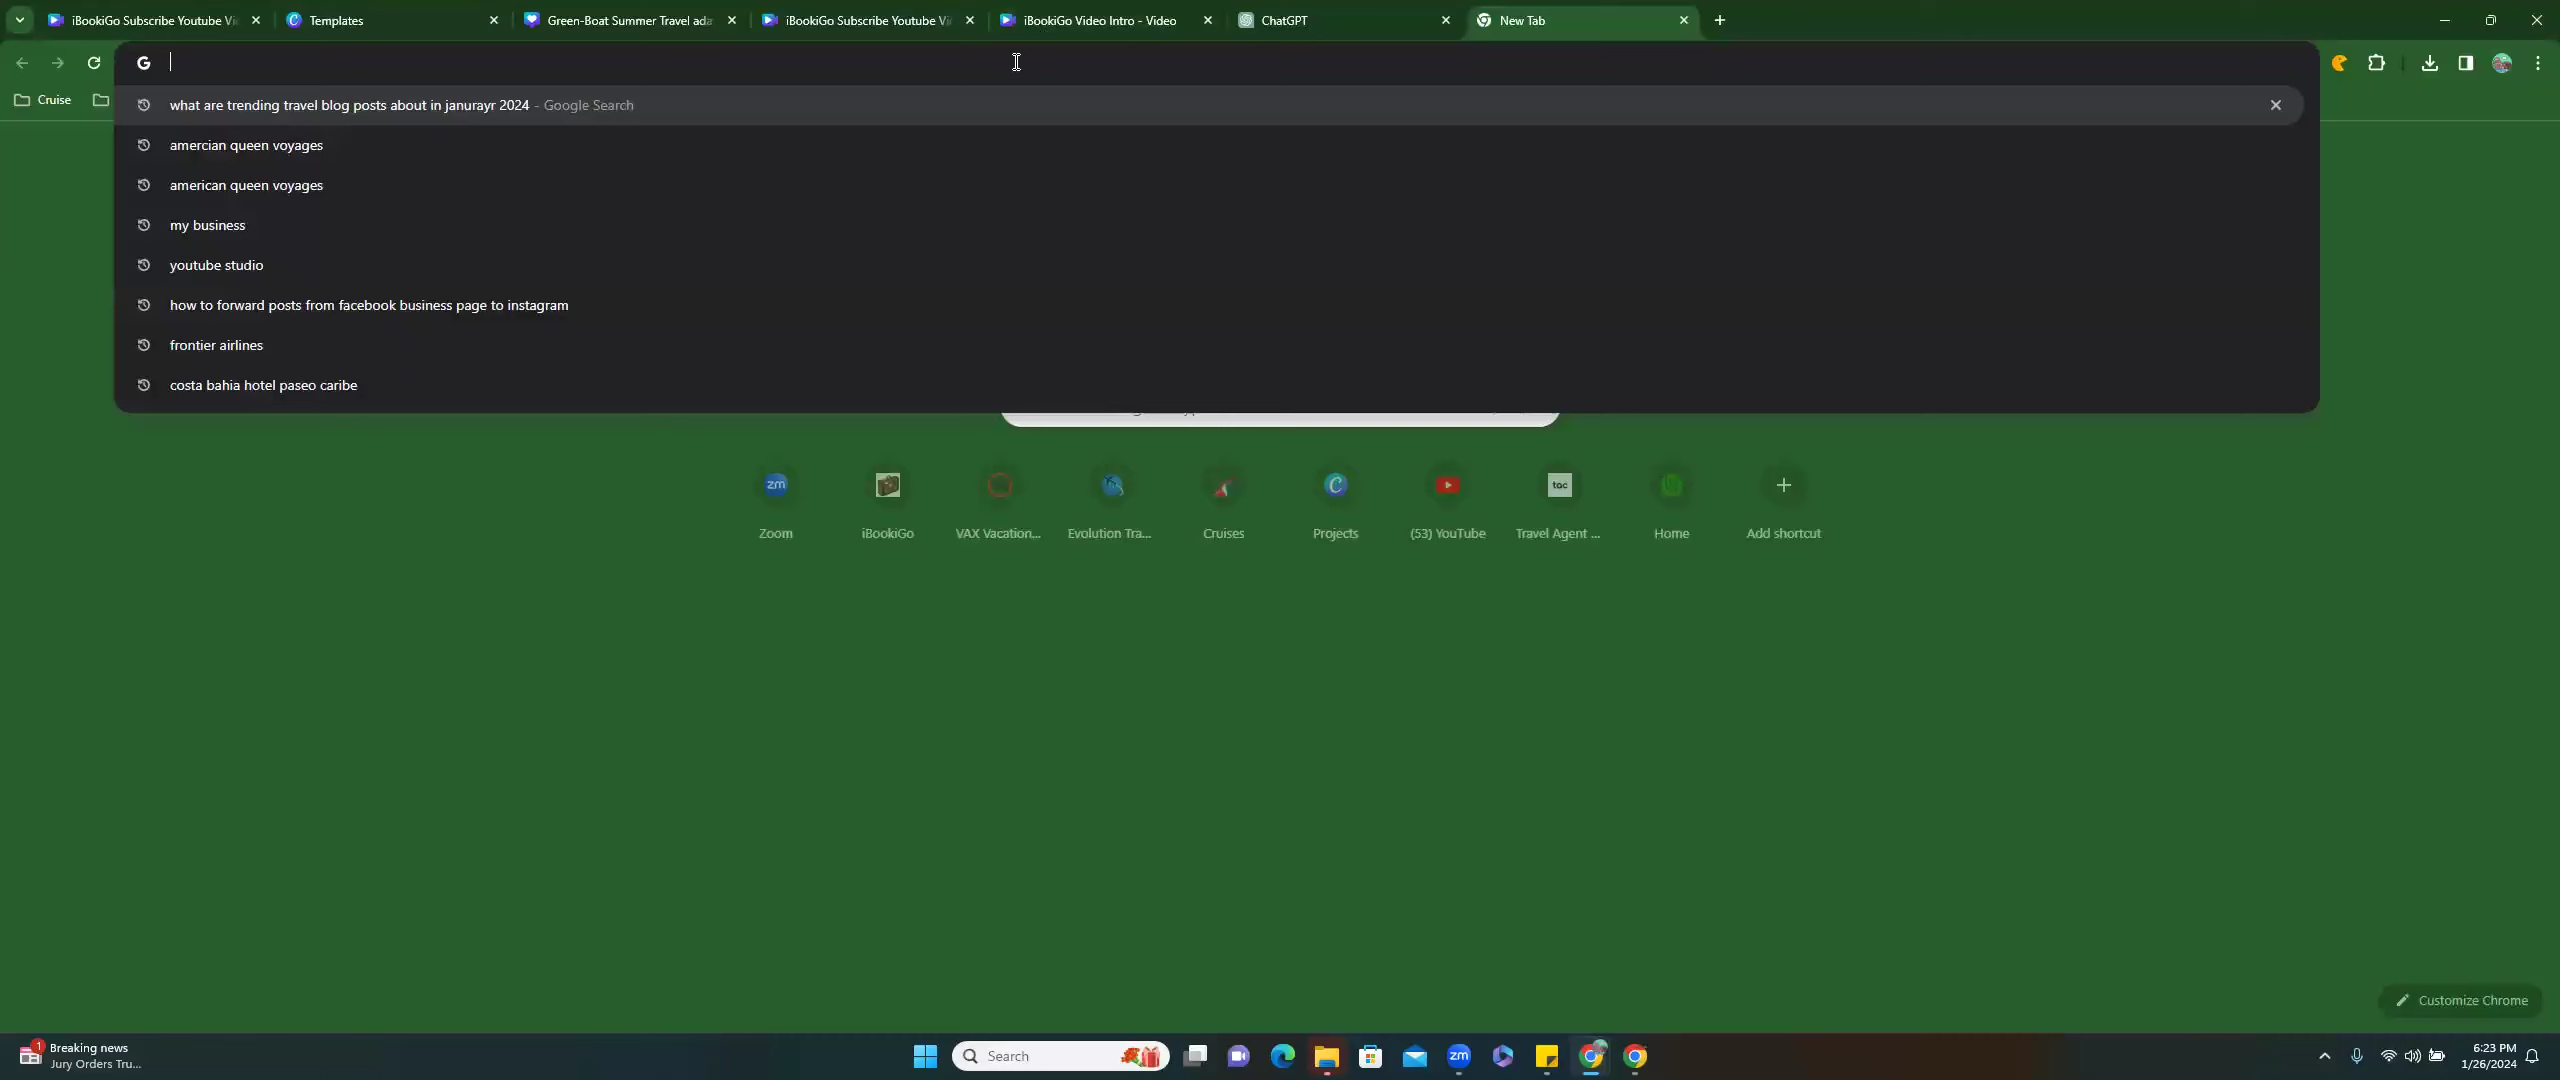 iBookiGo Subscribe Youtube Vi
Templates
Green-Boat Summer Travel ada
iBookiGo Subscribe Youtube Vi
iBookiGo Video Intro - Video
ChatGPT
New Tab
G
Cruise
what are trending travel blog posts about in janurayr 2024 - Google Search
amercian queen voyages
american queen voyages
my business
youtube studio
how to forward posts from facebook business page to instagram
frontier airlines
costa bahia hotel paseo caribe
zm
tac
Zoom
iBookiGo
VAX Vacation...
Evolution Tra...
Cruises
Projects
(53) YouTube
Travel Agent ...
Home
Add shortcut
Customize Chrome
1
Breaking news
Jury Orders Tru...
Search
zm
6:23 PM
1/26/2024